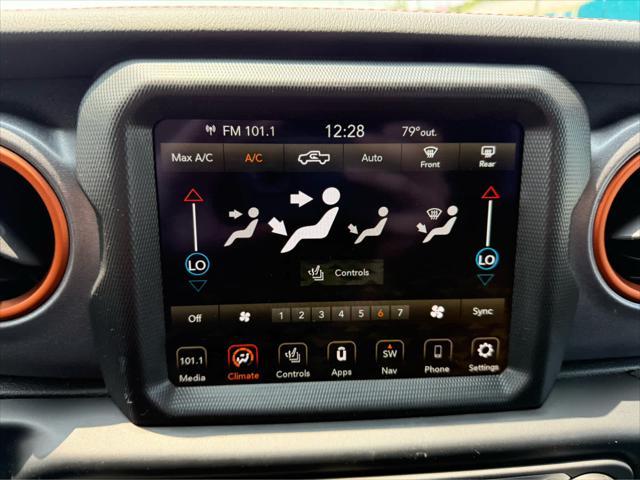 FM 101.1 12:28 79° out.
Max A/C A/C Auto Front Rear
LO LO
Controls
Off 1 2 3 4 5 6 7 Sync
101.1 SW
Media Climate Controls Apps Nav Phone Settings